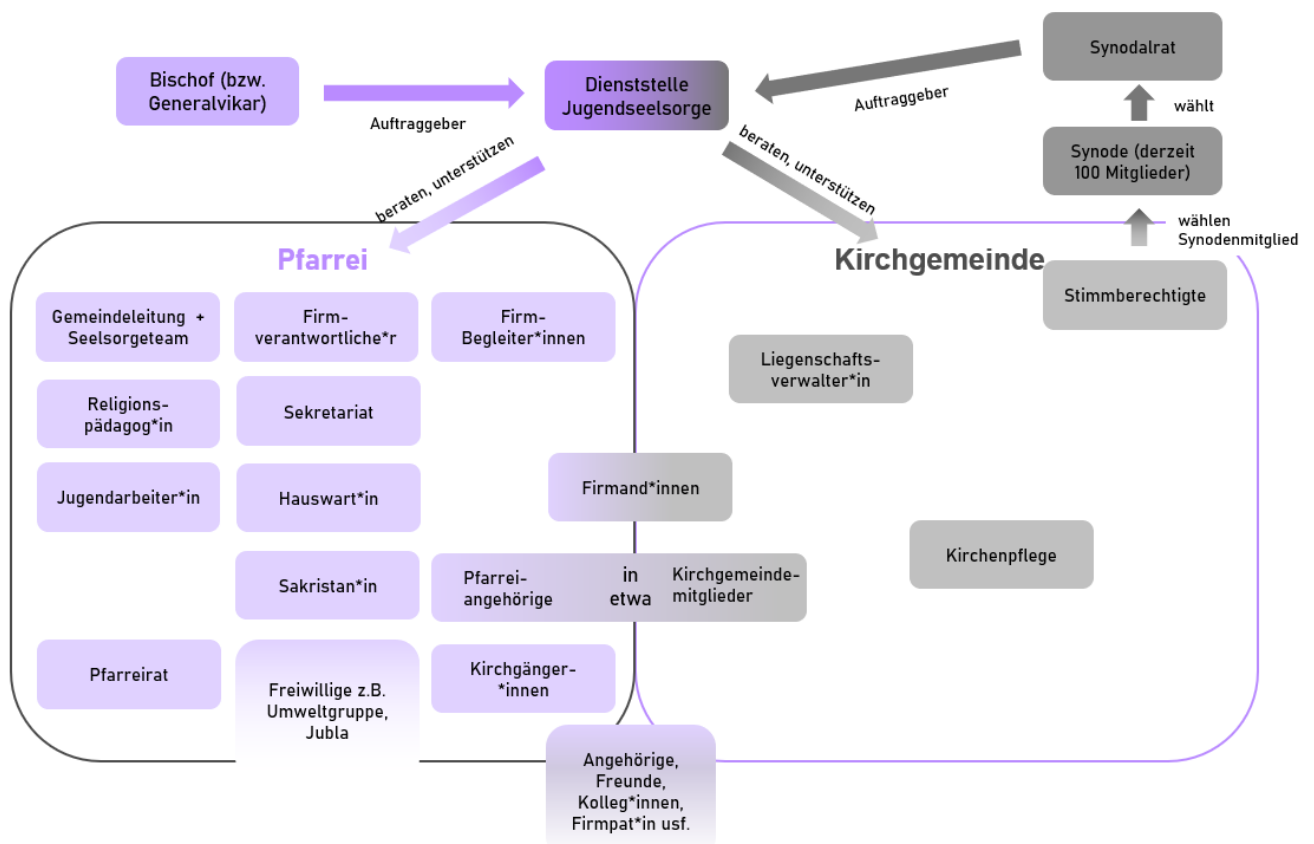 Synodalrat
Bischof (bzw.
Generalvikar)
Dienststelle
Jugendseelsorge
Auftraggeber
Auftraggeber
wählt
beraten, unterstützen
beraten, unterstützen
Synode (derzeit
100 Mitglieder)
wählen
Synodenmitglied
Pfarrei
Kirchgemeinde
Stimmberechtigte
Gemeindeleitung +
Seelsorgeteam
Firm-
verantwortliche*r
Firm-
Begleiter*innen
Liegenschafts-
verwalter*in
Religions-
pädagog*in
Sekretariat
Jugendarbeiter*in
Hauswart*in
Firmand*innen
Kirchenpflege
Sakristan*in
Pfarrei-
angehörige
in
etwa
Kirchgemeinde-
mitglieder
Pfarreirat
Freiwillige z.B.
Umweltgruppe,
Jubla
Kirchgänger-
*innen
Angehörige,
Freunde,
Kolleg*innen,
Firmpat*in usf.